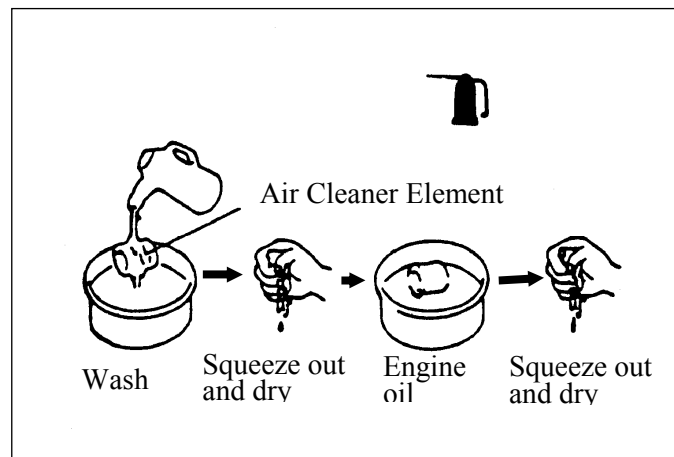 Air Cleaner Element
Wash
Squeeze out
and dry
Engine
oil
Squeeze out
and dry